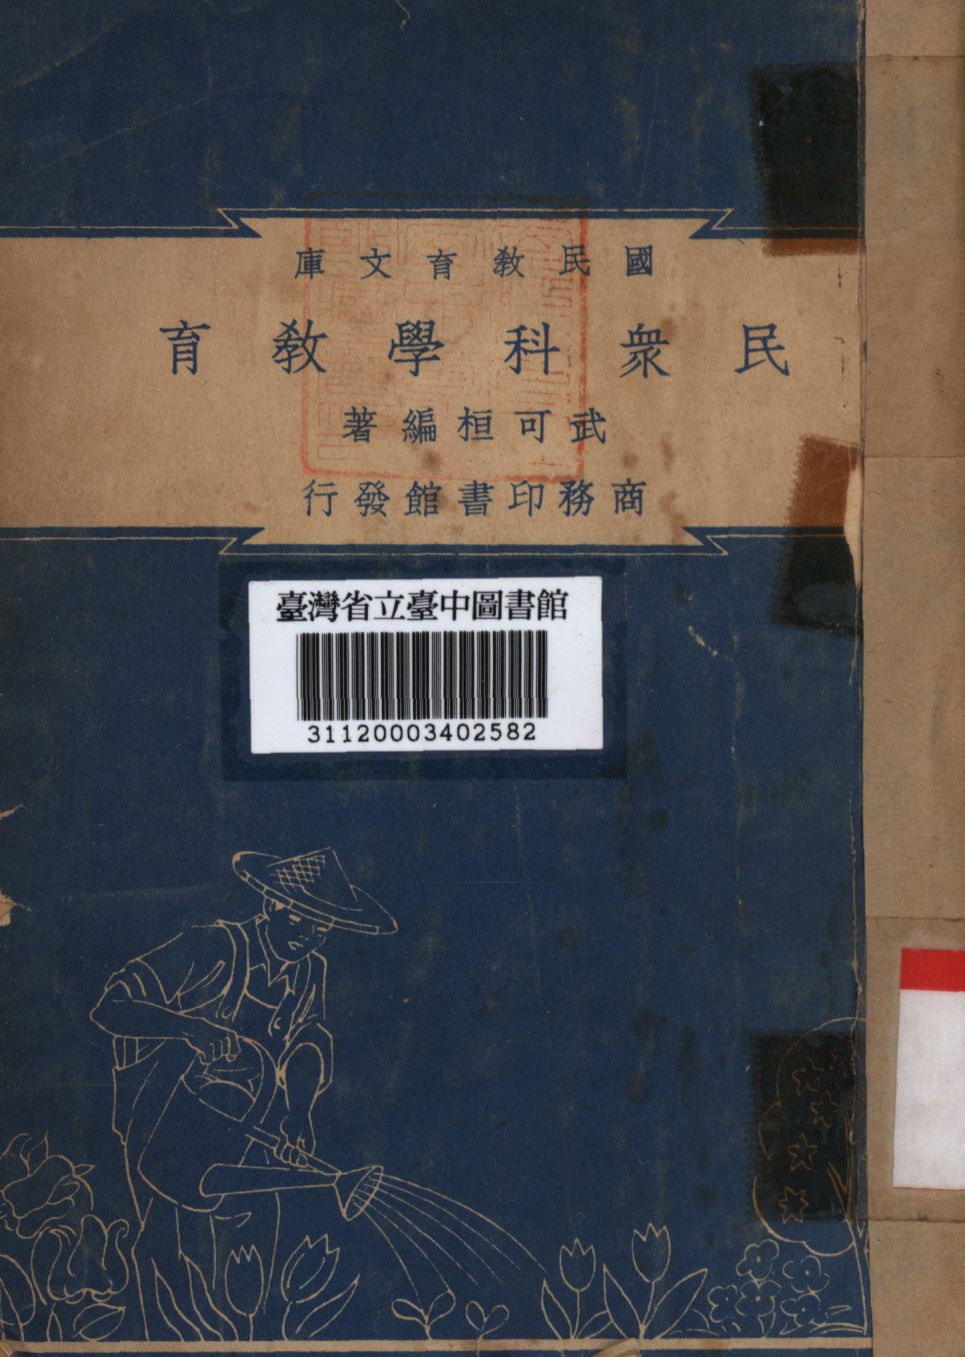 國民教育文庫
民眾科學教育
武可桓編著
商務印書館發行
臺灣省立臺中圖書館
31120003402582